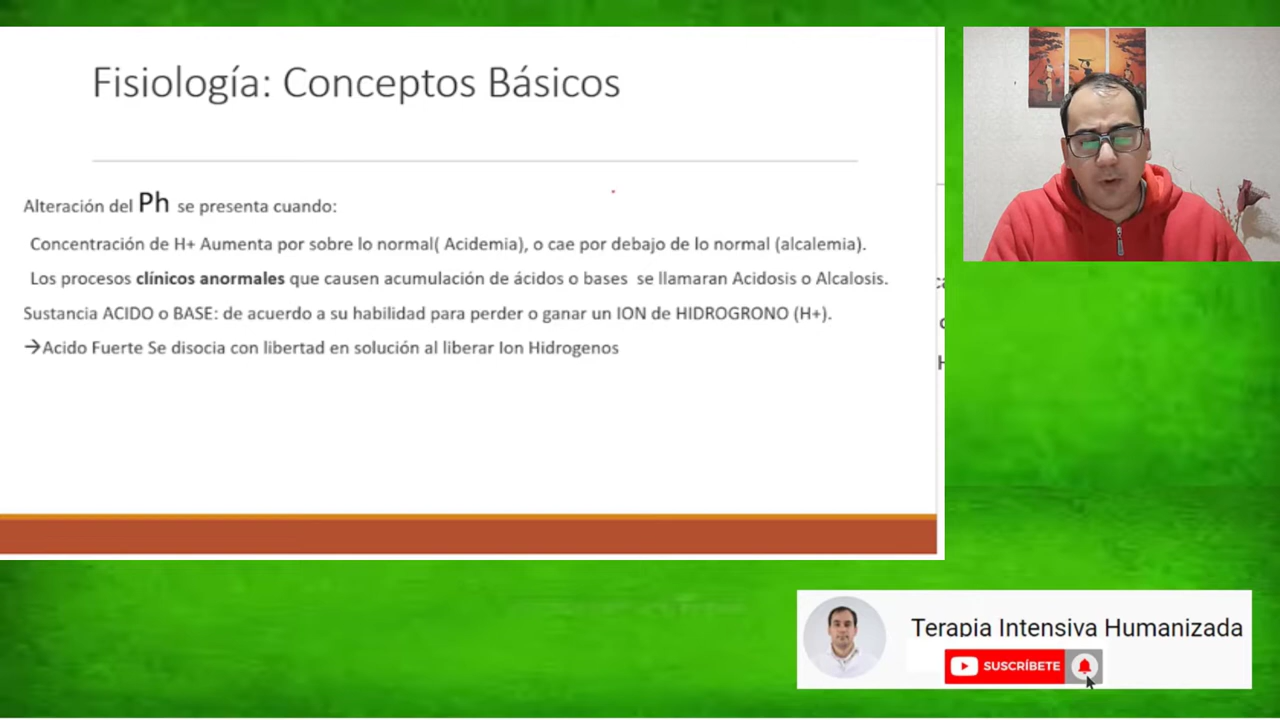 Fisiología: Conceptos Básicos
Alteración del Ph se presenta cuando:
Concentración de H+ Aumenta por sobre lo normal( Acidemia), o cae por debajo de lo normal (alcalemia).
Los procesos clínicos anormales que causen acumulación de ácidos o bases se llamaran Acidosis o Alcalosis.
Sustancia ACIDO o BASE: de acuerdo a su habilidad para perder o ganar un ION de HIDROGRONO (H+).
→Acido Fuerte Se disocia con libertad en solución al liberar Ion Hidrogenos
Terapia Intensiva Humanizada
SUSCRÍBETE